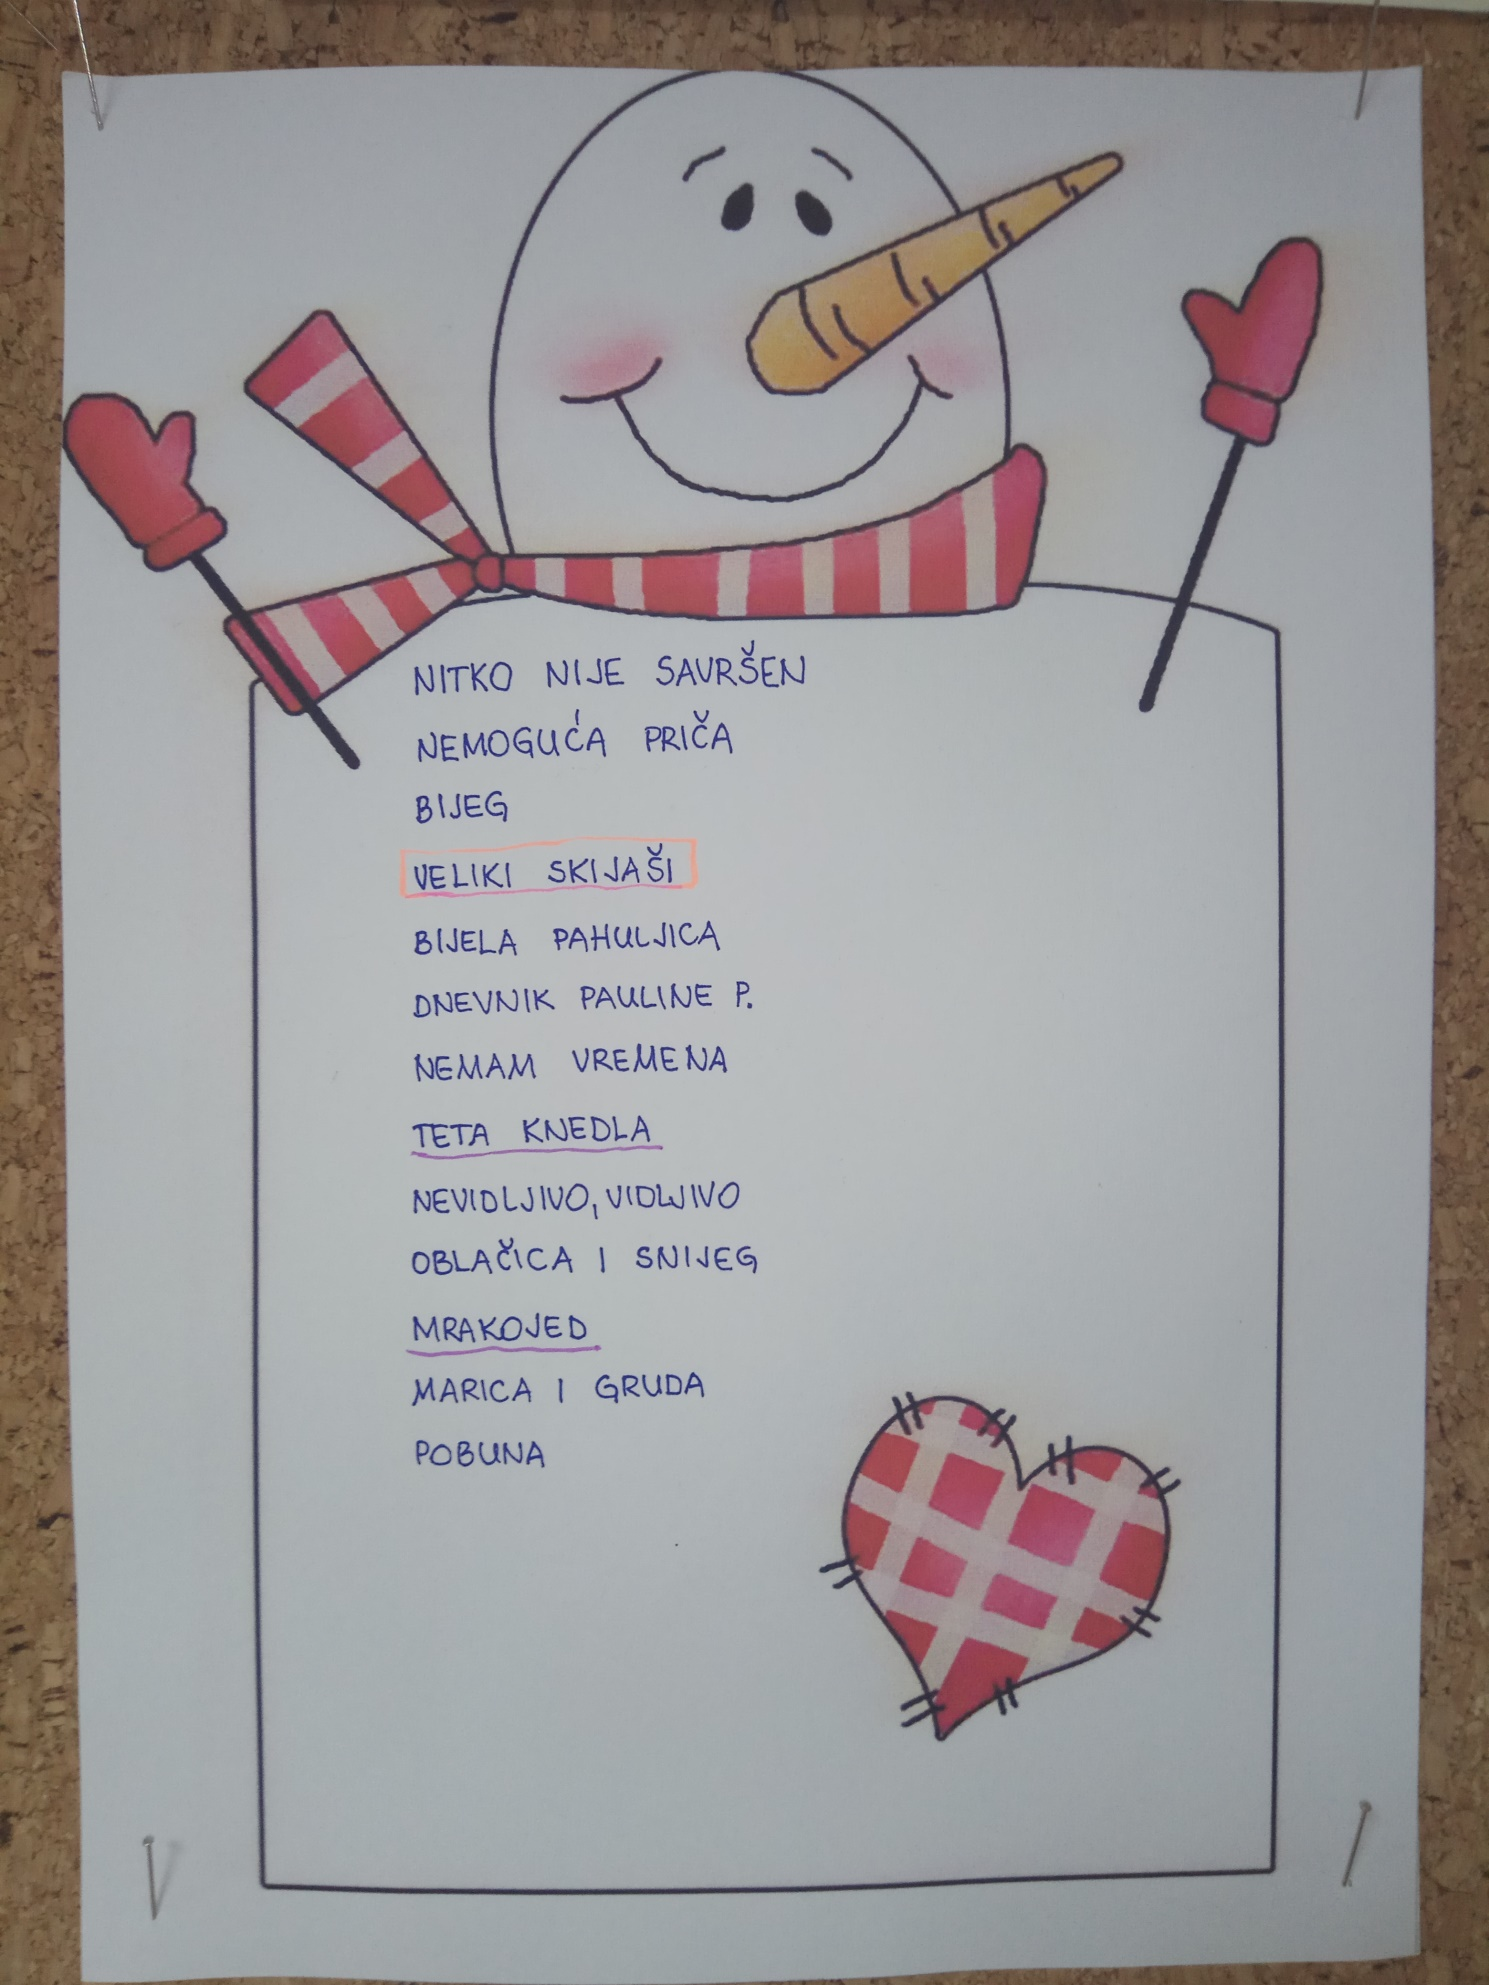 NITKO NIJE SAVRŠEN
NEMOGUĆA PRIČA
BIJEG
VELIKI SKIJAŠI
BIJELA PAHULJICA
DNEVNIK PAULINE P.
NEMAM VREMENA
TETA KNEDLA
NEVIDLJIVO, VIDLJIVO
OBLAČICA I SNIJEG
MRAKOJED
MARICA I GRUDA
POBUNA